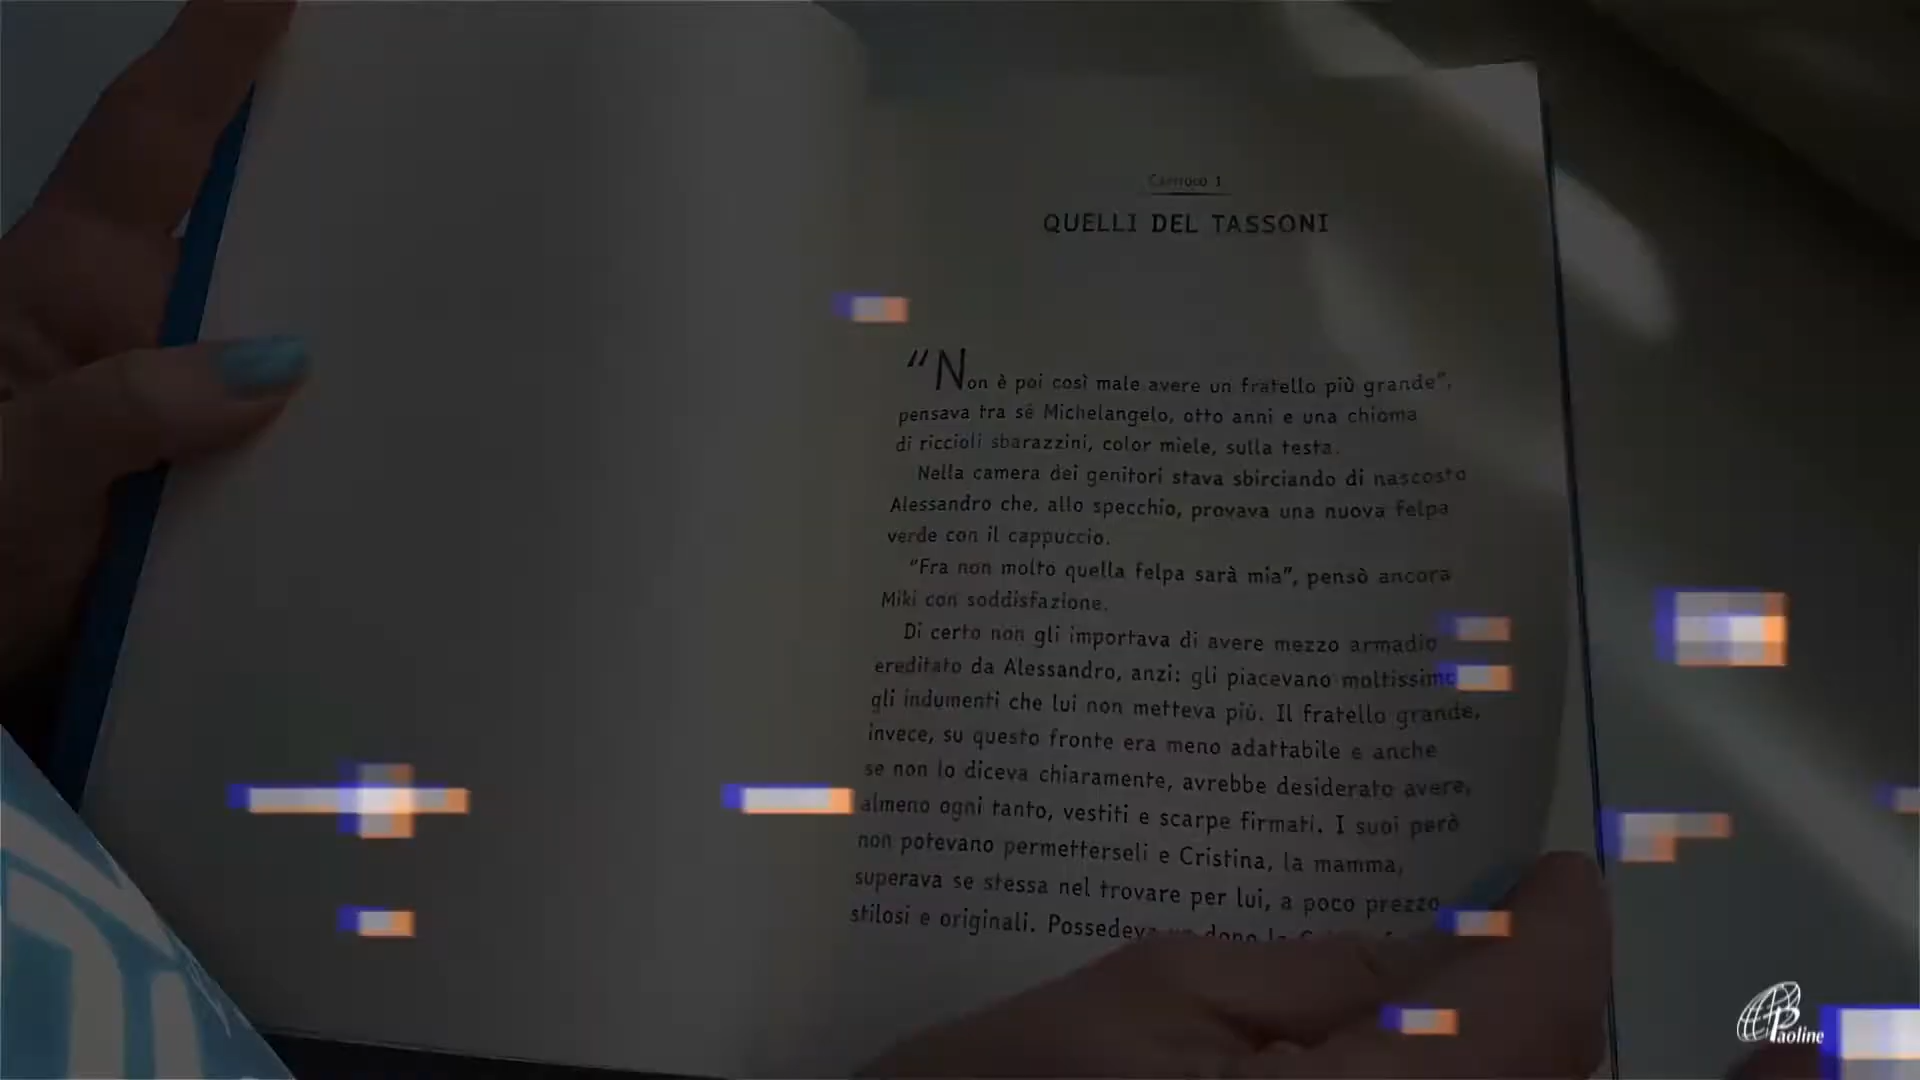 Capitolo 1
QUELLI DEL TASSONI
“Non è poi così male avere un fratello più grande”,
pensava tra sé Michelangelo, otto anni e una chioma
di riccioli sbarazzini, color miele, sulla testa.
Nella camera dei genitori stava sbirciando di nascosto
Alessandro che, allo specchio, provava una nuova felpa
verde con il cappuccio.
“Fra non molto quella felpa sarà mia”, pensò ancora
Miki con soddisfazione.
Di certo non gli importava di avere mezzo armadio
ereditato da Alessandro, anzi: gli piacevano moltissimo
gli indumenti che lui non metteva più. Il fratello grande,
invece, su questo fronte era meno adattabile e anche
se non lo diceva chiaramente, avrebbe desiderato avere,
almeno ogni tanto, vestiti e scarpe firmati. I suoi però
non potevano permetterseli e Cristina, la mamma,
superava se stessa nel trovare per lui, a poco prezzo
stilosi e originali. Possedeva un dono la
Paoline